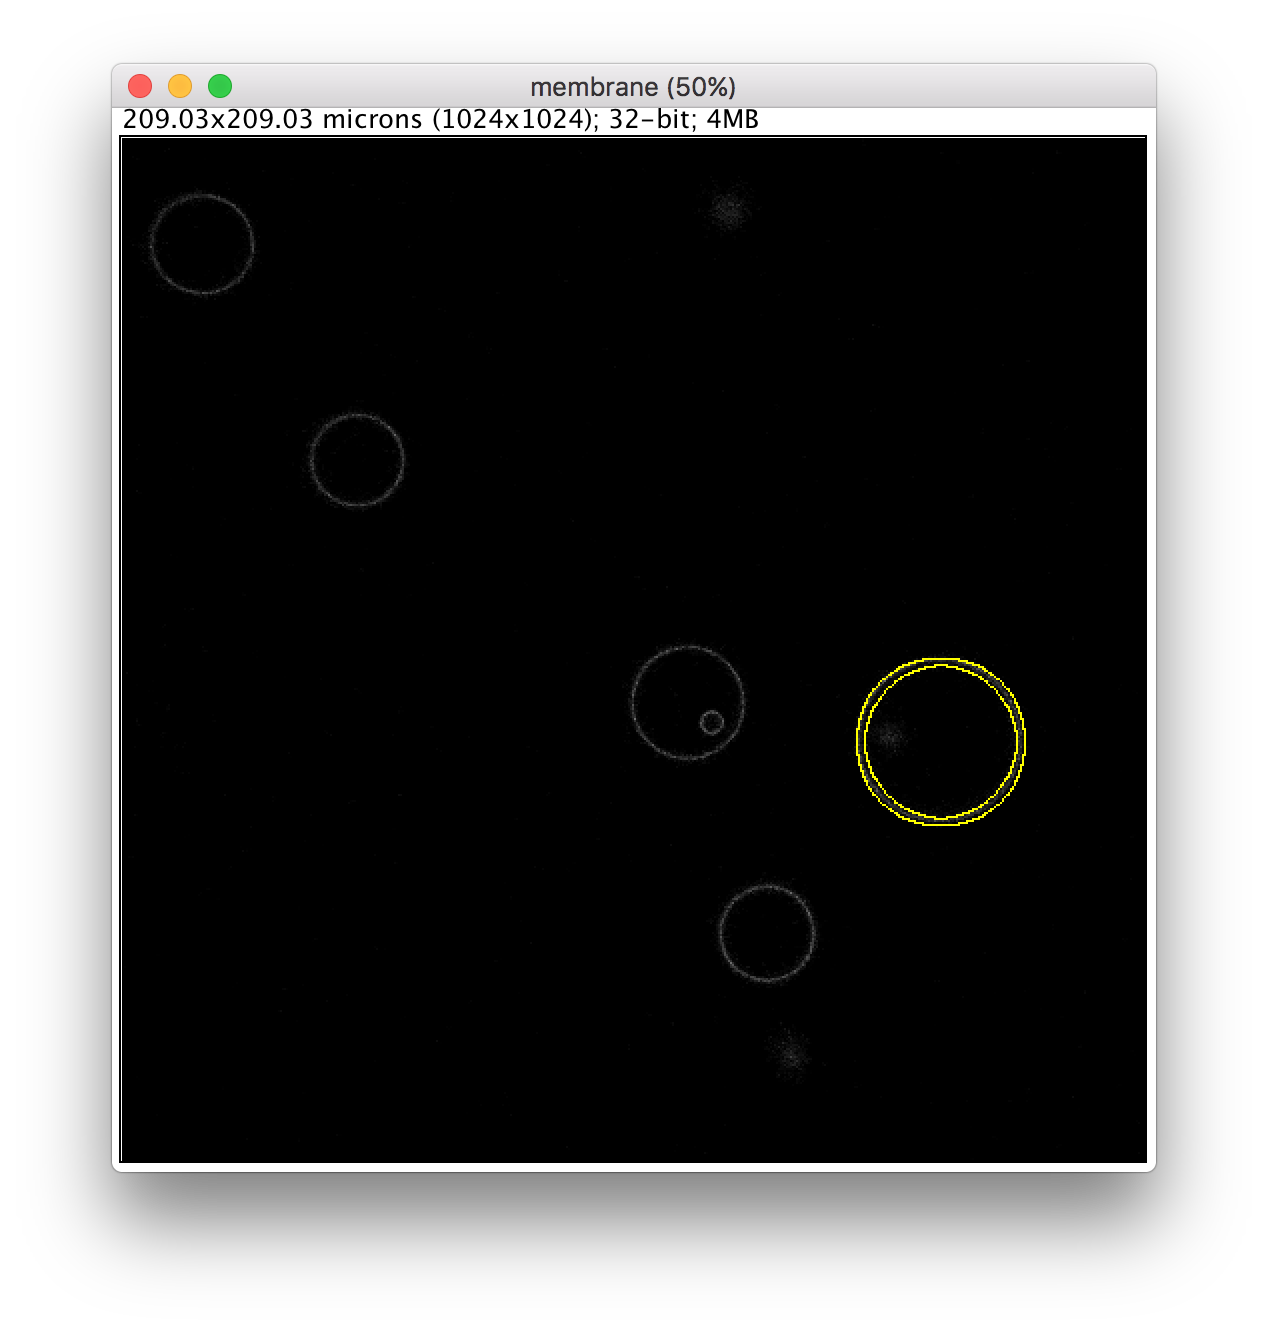 membrane (50%)
209.03x209.03 microns (1024x1024); 32-bit; 4MB